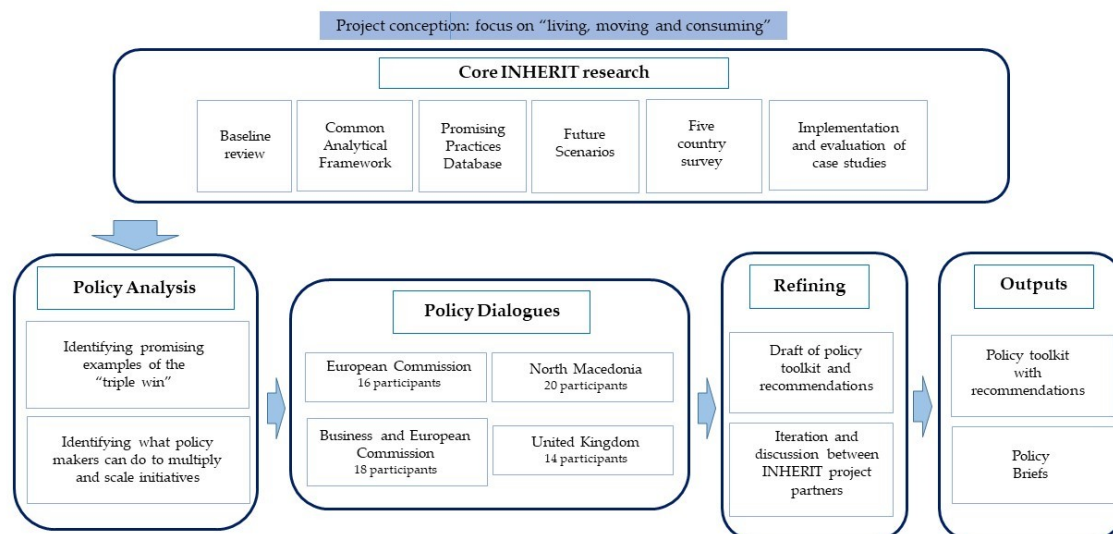 Project conception: focus on “living, moving and consuming”
Core INHERIT research
Baseline
review
Common
Analytical
Framework
Promising
Practices
Database
Future
Scenarios
Five
country
survey
Implementation
and evaluation of
case studies
Policy Analysis
Identifying promising
examples of the
“triple win”
Identifying what policy
makers can do to multiply
and scale initiatives
Policy Dialogues
European Commission
16 participants
North Macedonia
20 participants
Business and European
Commission
18 participants
United Kingdom
14 participants
Refining
Draft of policy
toolkit and
recommendations
Iteration and
discussion between
INHERIT project
partners
Outputs
Policy toolkit
with
recommendations
Policy
Briefs